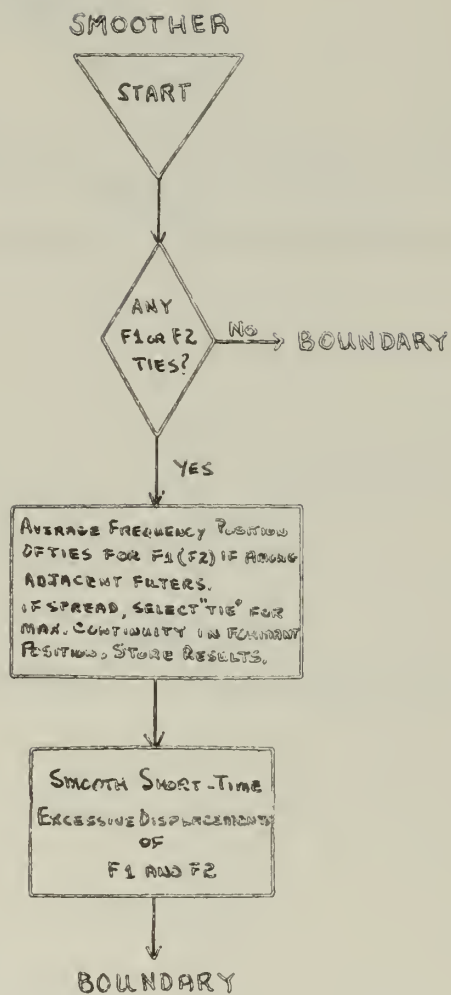 SMOOTHER
START
ANY
F1 OR F2
TIES?
NO
BOUNDARY
YES
AVERAGE FREQUENCY POSITION
OF TIES FOR F1 (F2) IF AMONG
ADJACENT FILTERS.
IF SPREAD, SELECT "TIE" FOR
MAX. CONTINUITY IN FORMANT
POSITION. STORE RESULTS.
SMOOTH SHORT-TIME
EXCESSIVE DISPLACEMENTS
OF
F1 AND F2
BOUNDARY